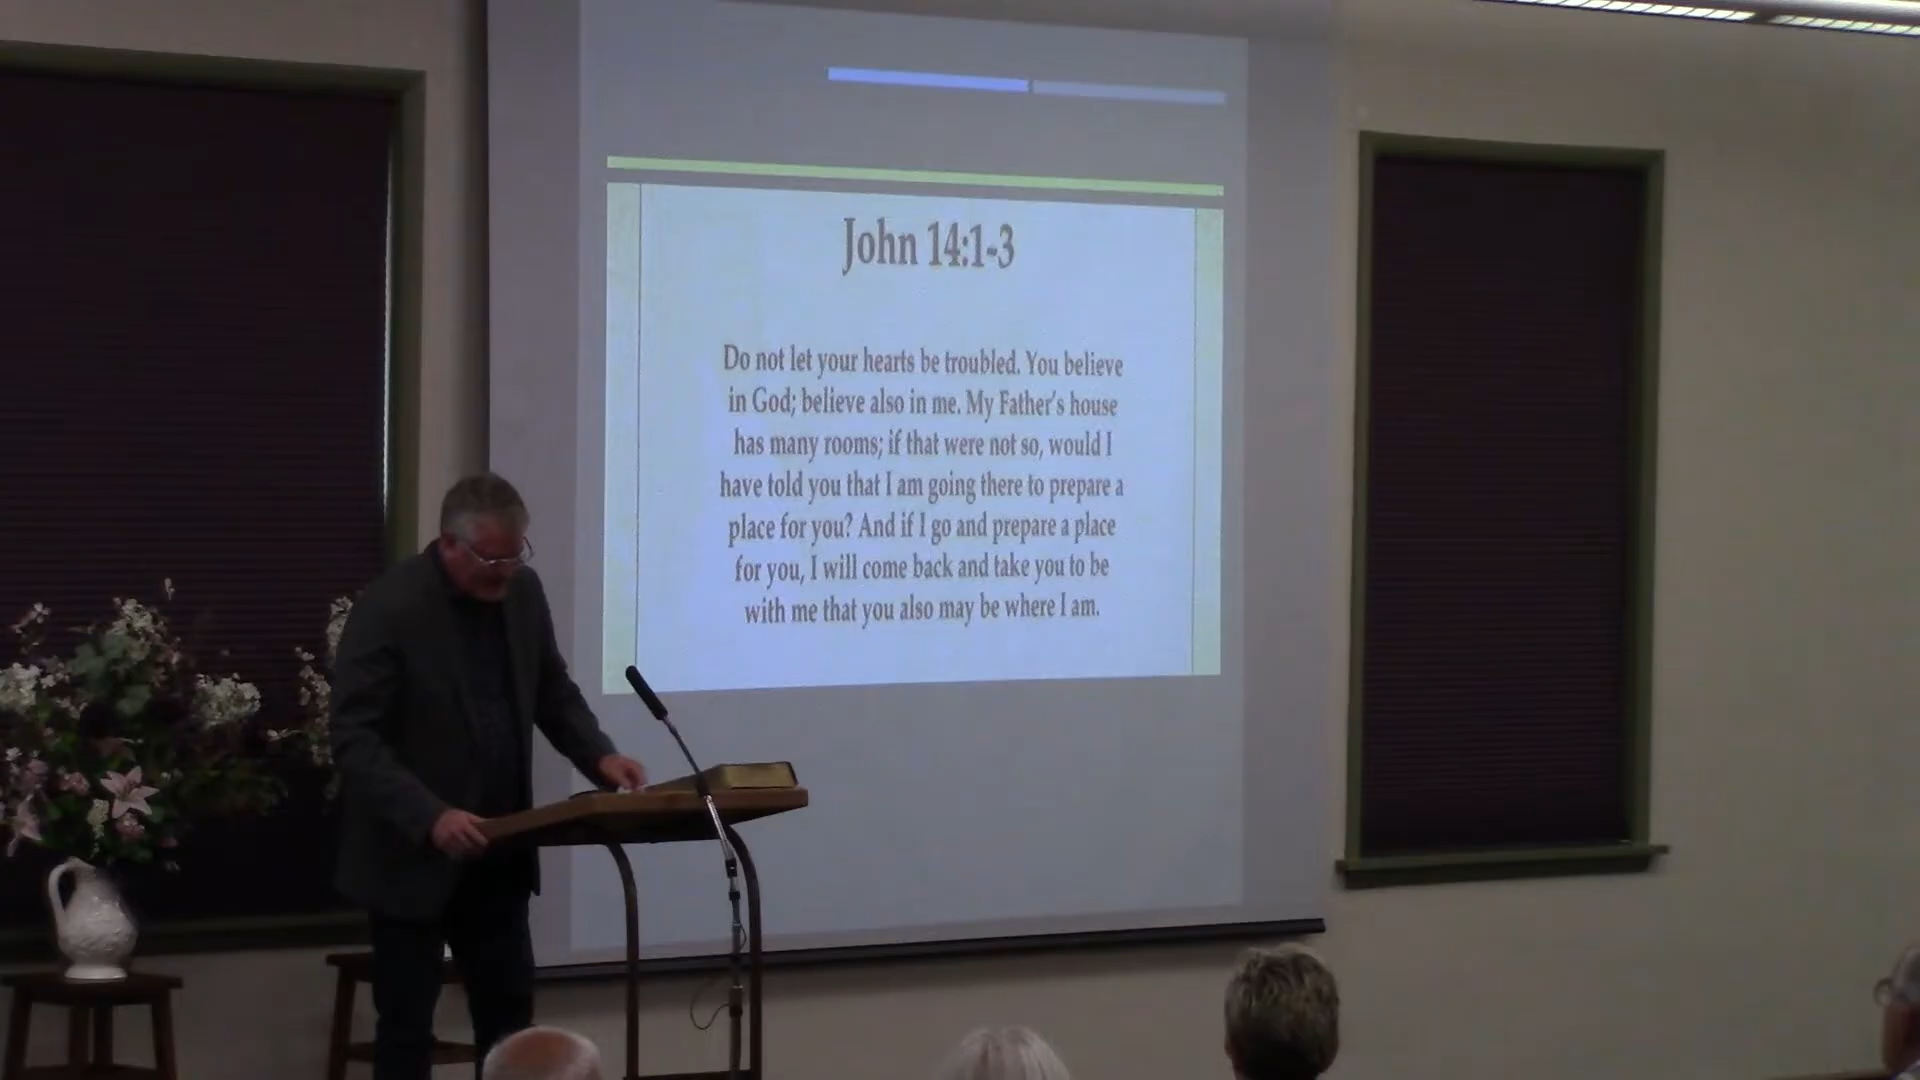 John 14:1-3
Do not let your hearts be troubled. You believe
in God; believe also in me. My Father's house
has many rooms; if that were not so, would I
have told you that I am going there to prepare a
place for you? And if I go and prepare a place
for you, I will come back and take you to be
with me that you also may be where I am.